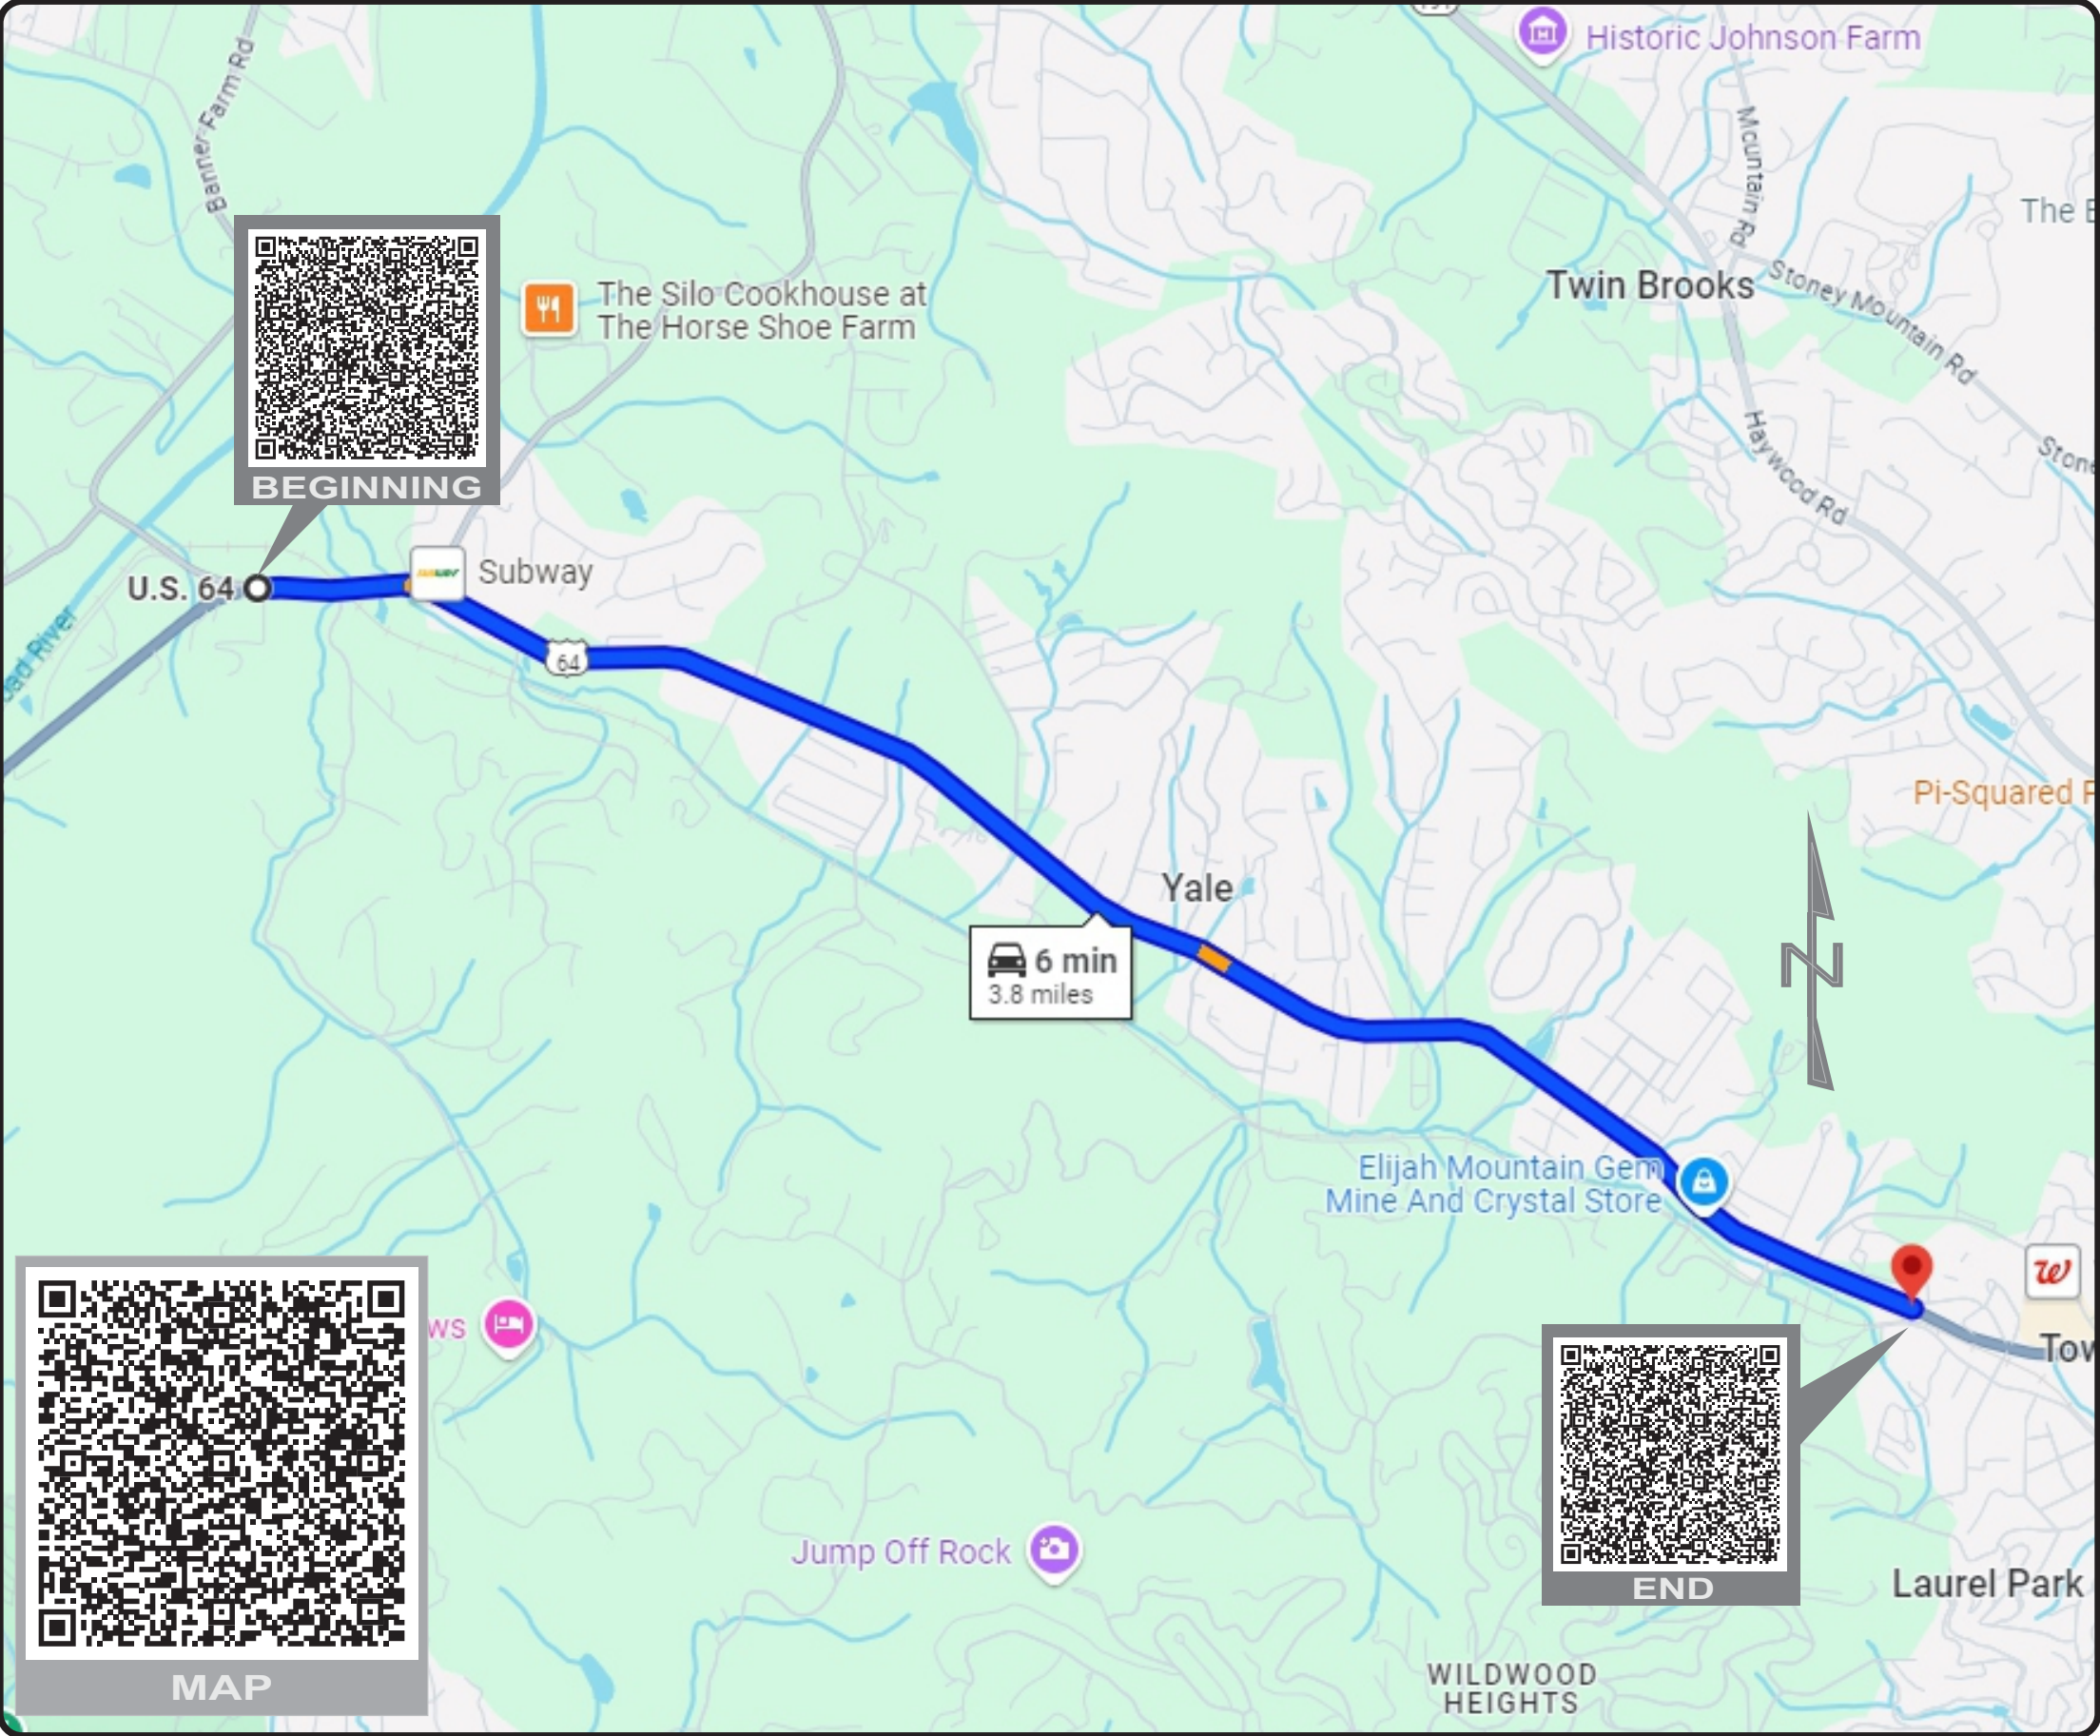 Historic Johnson Farm
Banner Farm Rd
Mountain Rd
The
Twin Brooks
Stoney Mountain Rd
The Silo Cookhouse at
The Horse Shoe Farm
Haywood Rd
BEGINNING
Subway
U.S. 64
64
River
Pi-Squared
Yale
6 min
3.8 miles
N
Elijah Mountain Gem
Mine And Crystal Store
W
ws
Tow
Jump Off Rock
END
Laurel Park
MAP
WILDWOOD
HEIGHTS